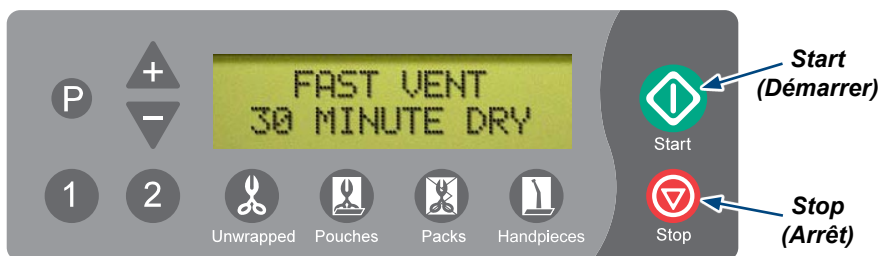 P
+
−
FAST VENT
30 MINUTE DRY
Start
Start
(Démarrer)
1
2
Unwrapped
Pouches
Packs
Handpieces
Stop
Stop
(Arrêt)